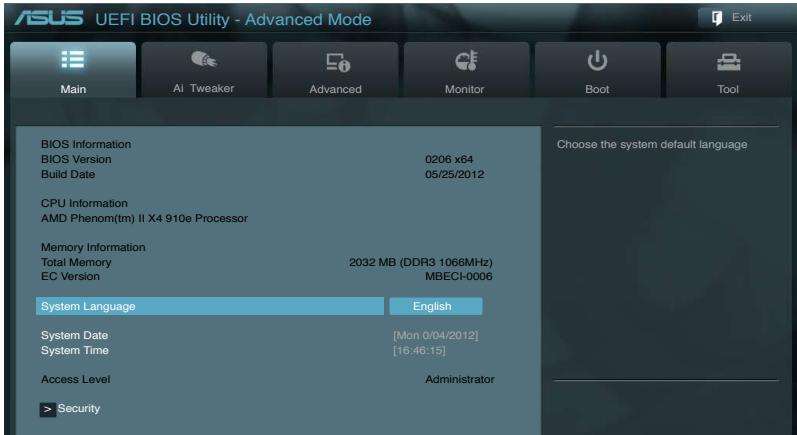 ASUS UEFI BIOS Utility - Advanced Mode
Exit
Main
Ai Tweaker
Advanced
Monitor
Boot
Tool
BIOS Information
BIOS Version 0206 x64
Build Date 05/25/2012
Choose the system default language
CPU Information
AMD Phenom(tm) II X4 910e Processor
Memory Information
Total Memory 2032 MB (DDR3 1066MHz)
EC Version MBECI-0006
System Language English
System Date [Mon 0/04/2012]
System Time [16:46:15]
Access Level Administrator
> Security